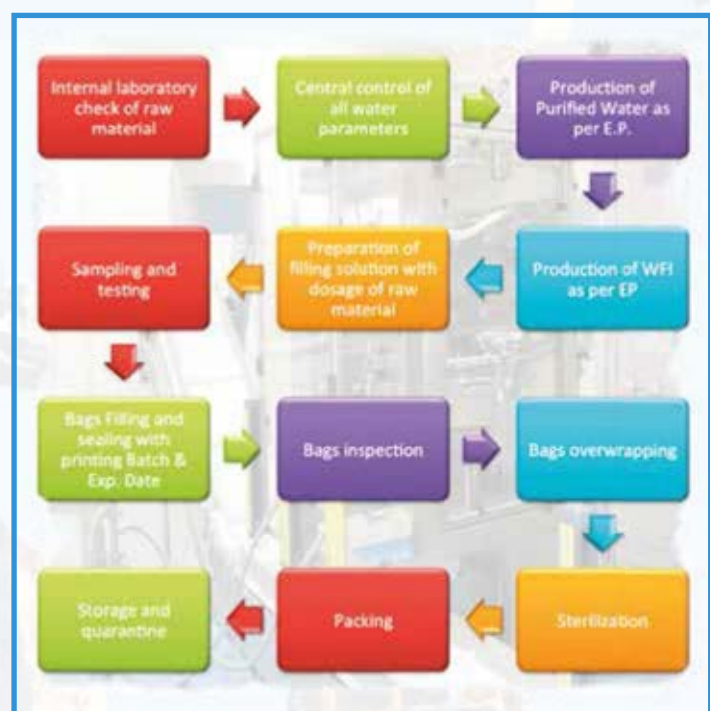 Internal laboratory
check of raw
material
Central control of
all water
parameters
Production of
Purified Water as
per E.P.
Production of WFI
as per EP
Preparation of
filling solution with
dosage of raw
material
Sampling and
testing
Bags Filling and
sealing with
printing Batch &
Exp. Date
Bags inspection
Bags overwrapping
Sterilization
Packing
Storage and
quarantine